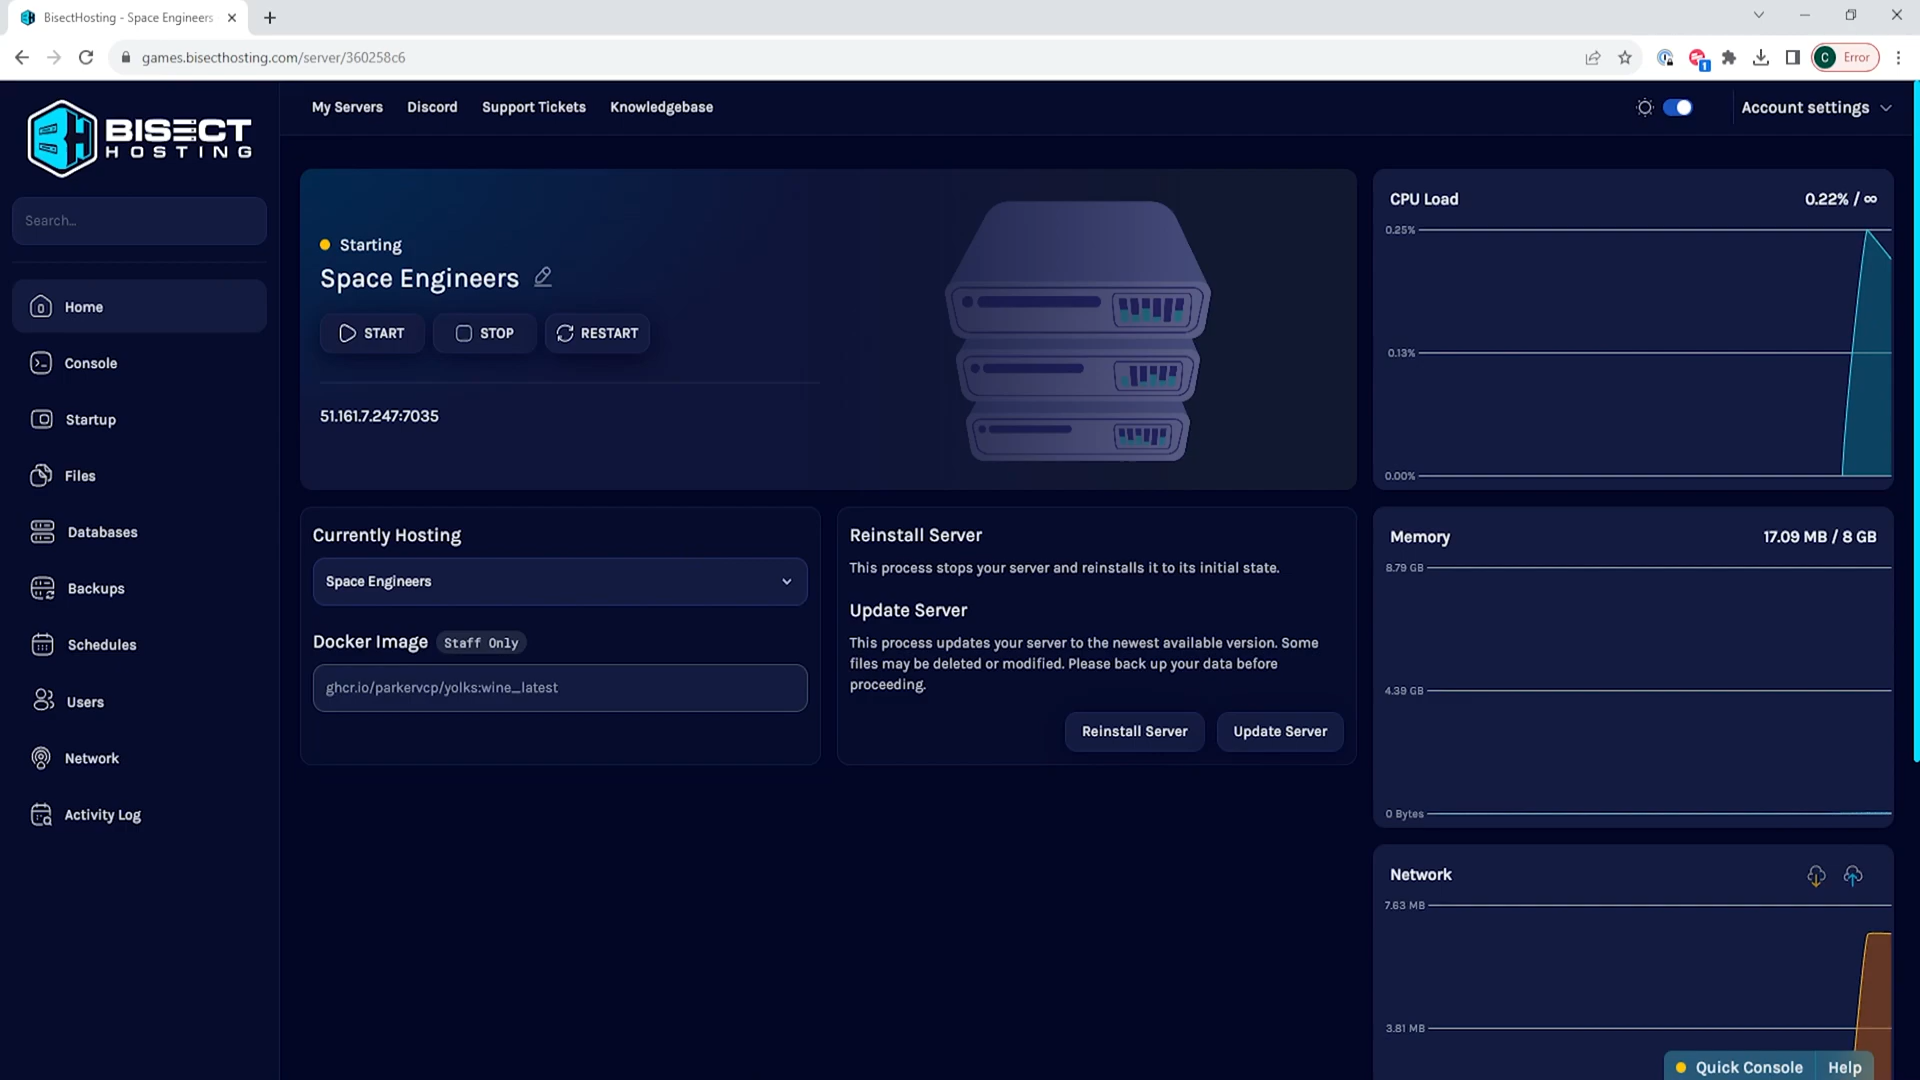 BisectHosting - Space Engineers
games.bisecthosting.com/server/360258c6
1
C
Error
BISECT
HOSTING
My Servers
Discord
Support Tickets
Knowledgebase
Account settings
Search...
Home
Console
Startup
Files
Databases
Backups
Schedules
Users
Network
Activity Log
Starting
Space Engineers
START
STOP
RESTART
51.161.7.247:7035
Currently Hosting
Space Engineers
Docker Image Staff Only
ghcr.io/parkervcp/yolks:wine_latest
Reinstall Server
This process stops your server and reinstalls it to its initial state.
Update Server
This process updates your server to the newest available version. Some
files may be deleted or modified. Please back up your data before
proceeding.
Reinstall Server
Update Server
CPU Load
0.22% / ∞
0.25%
0.13%
0.00%
Memory
17.09 MB / 8 GB
8.79 GB
4.39 GB
0 Bytes
Network
7.63 MB
3.81 MB
Quick Console
Help